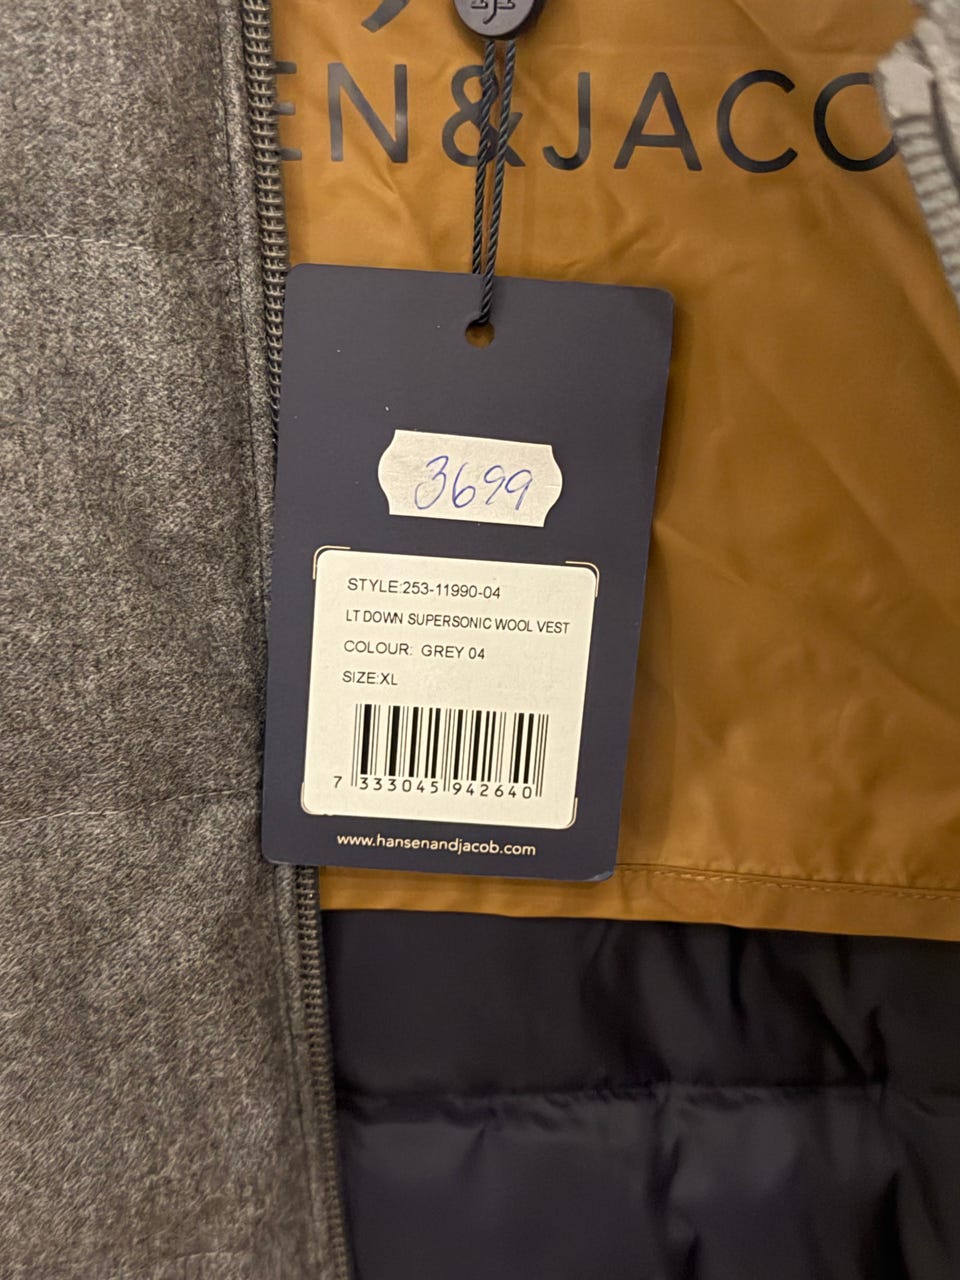 EN&JACO
3699
STYLE:253-11990-04
LT DOWN SUPERSONIC WOOL VEST
COLOUR: GREY 04
SIZE:XL
7 333045 942640
www.hansenandjacob.com